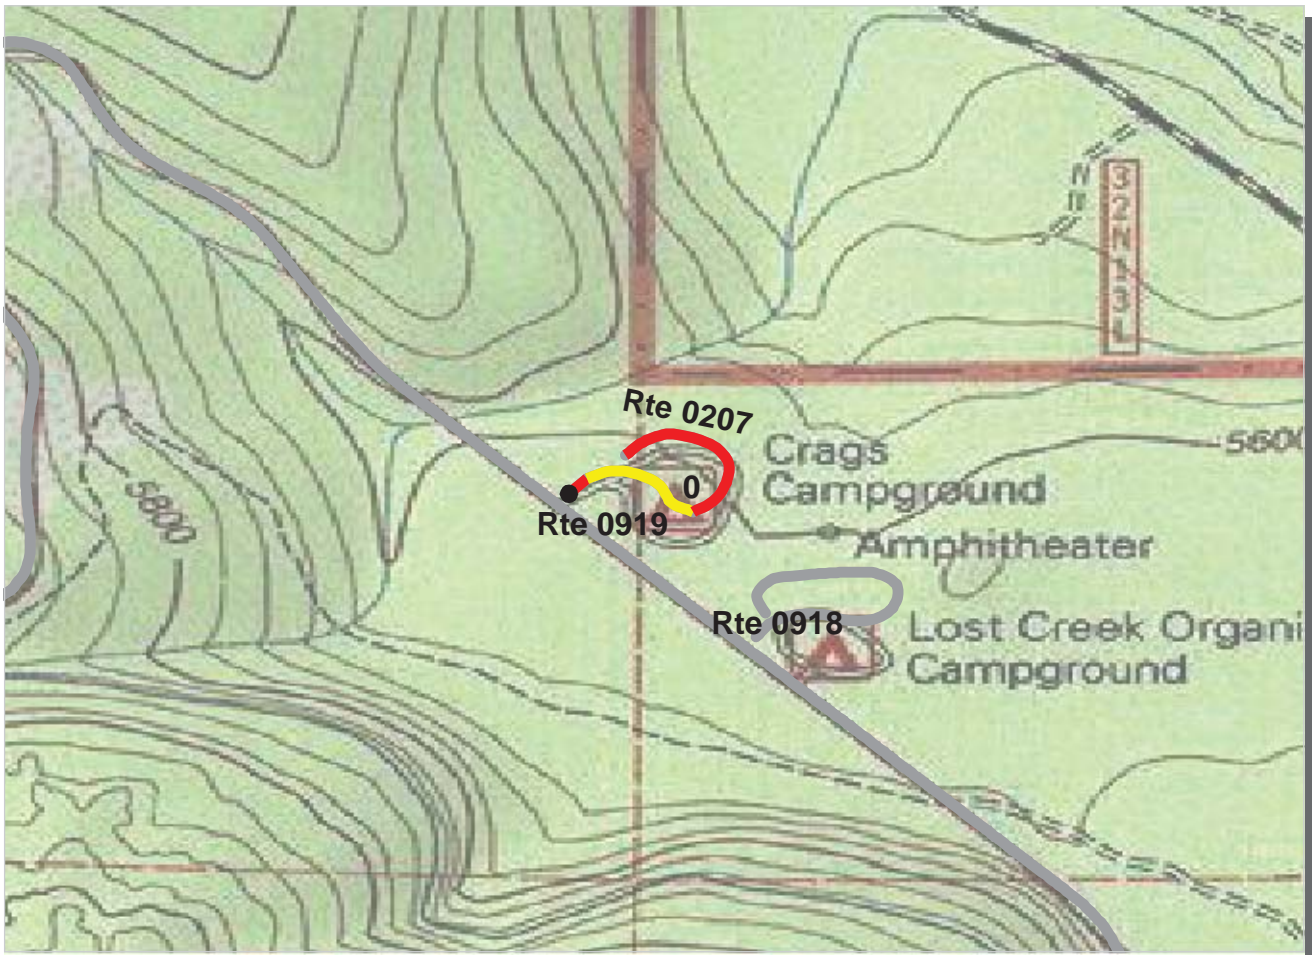 32N13L
Rte 0207
Crags
Campground
5600
0
5800
Rte 0919
Amphitheater
Rte 0918
Lost Creek Organi
Campground